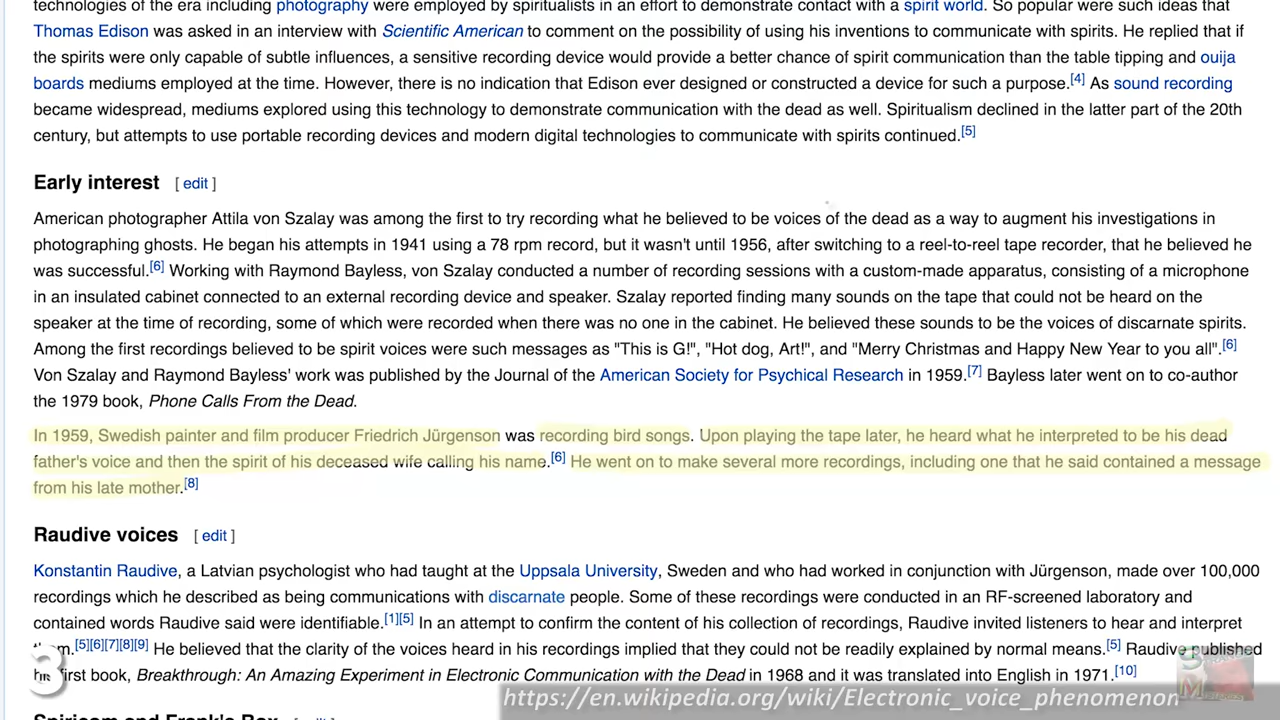 technologies of the era including photography were employed by spiritualists in an effort to demonstrate contact with a spirit world. So popular were such ideas that
Thomas Edison was asked in an interview with Scientific American to comment on the possibility of using his inventions to communicate with spirits. He replied that if
the spirits were only capable of subtle influences, a sensitive recording device would provide a better chance of spirit communication than the table tipping and ouija
boards mediums employed at the time. However, there is no indication that Edison ever designed or constructed a device for such a purpose.[4] As sound recording
became widespread, mediums explored using this technology to demonstrate communication with the dead as well. Spiritualism declined in the latter part of the 20th
century, but attempts to use portable recording devices and modern digital technologies to communicate with spirits continued.[5]
Early interest [ edit ]
American photographer Attila von Szalay was among the first to try recording what he believed to be voices of the dead as a way to augment his investigations in
photographing ghosts. He began his attempts in 1941 using a 78 rpm record, but it wasn't until 1956, after switching to a reel-to-reel tape recorder, that he believed he
was successful.[6] Working with Raymond Bayless, von Szalay conducted a number of recording sessions with a custom-made apparatus, consisting of a microphone
in an insulated cabinet connected to an external recording device and speaker. Szalay reported finding many sounds on the tape that could not be heard on the
speaker at the time of recording, some of which were recorded when there was no one in the cabinet. He believed these sounds to be the voices of discarnate spirits.
Among the first recordings believed to be spirit voices were such messages as "This is G!", "Hot dog, Art!", and "Merry Christmas and Happy New Year to you all".[6]
Von Szalay and Raymond Bayless' work was published by the Journal of the American Society for Psychical Research in 1959.[7] Bayless later went on to co-author
the 1979 book, Phone Calls From the Dead.
In 1959, Swedish painter and film producer Friedrich Jürgenson was recording bird songs. Upon playing the tape later, he heard what he interpreted to be his dead
father's voice and then the spirit of his deceased wife calling his name.[6] He went on to make several more recordings, including one that he said contained a message
from his late mother.[8]
Raudive voices [ edit ]
Konstantin Raudive, a Latvian psychologist who had taught at the Uppsala University, Sweden and who had worked in conjunction with Jürgenson, made over 100,000
recordings which he described as being communications with discarnate people. Some of these recordings were conducted in an RF-screened laboratory and
contained words Raudive said were identifiable.[1][5] In an attempt to confirm the content of his collection of recordings, Raudive invited listeners to hear and interpret
them.[5][6][7][8][9] He believed that the clarity of the voices heard in his recordings implied that they could not be readily explained by normal means.[5] Raudive published
his first book, Breakthrough: An Amazing Experiment in Electronic Communication with the Dead in 1968 and it was translated into English in 1971.[10]
3
https://en.wikipedia.org/wiki/Electronic_voice_phenomenon